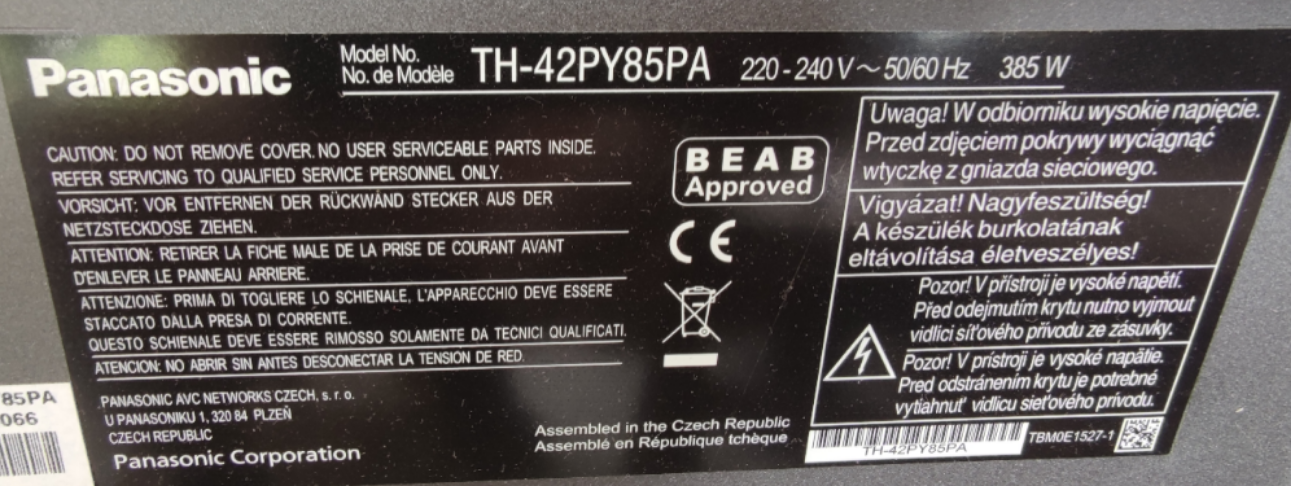 Panasonic
Model No.
No. de Modèle
TH-42PY85PA 220-240 V ~ 50/60 Hz 385 W
CAUTION: DO NOT REMOVE COVER. NO USER SERVICEABLE PARTS INSIDE.
REFER SERVICING TO QUALIFIED SERVICE PERSONNEL ONLY.
VORSICHT: VOR ENTFERNEN DER RÜCKWAND STECKER AUS DER
NETZSTECKDOSE ZIEHEN.
ATTENTION: RETIRER LA FICHE MALE DE LA PRISE DE COURANT AVANT
D'ENLEVER LE PANNEAU ARRIERE.
ATTENZIONE: PRIMA DI TOGLIERE LO SCHIENALE, L'APPARECCHIO DEVE ESSERE
STACCATO DALLA PRESA DI CORRENTE.
QUESTO SCHIENALE DEVE ESSERE RIMOSSO SOLAMENTE DA TECNICI QUALIFICATI.
ATENCION: NO ABRIR SIN ANTES DESCONECTAR LA TENSION DE RED.
PANASONIC AVC NETWORKS CZECH, s. r. o.
U PANASONIKU 1, 320 84 PLZEŇ
CZECH REPUBLIC
Panasonic Corporation
BEAB
Approved
CE
Assembled in the Czech Republic
Assemblé en République tchèque
Uwaga! W odbiorniku wysokie napięcie.
Przed zdjęciem pokrywy wyciągnąć
wtyczkę z gniazda sieciowego.
Vigyázat! Nagyfeszültség!
A készülék burkolatának
eltávolítása életveszélyes!
Pozor! V přístroji je vysoké napětí.
Před odejmutím krytu nutno vyjmout
vidlici síťového přívodu ze zásuvky.
Pozor! V prístroji je vysoké napätie.
Pred odstránením krytu je potrebné
vytiahnuť vidlicu sieťového prívodu.
TH-42PY85PA
TBM0E1527-1
85PA
066